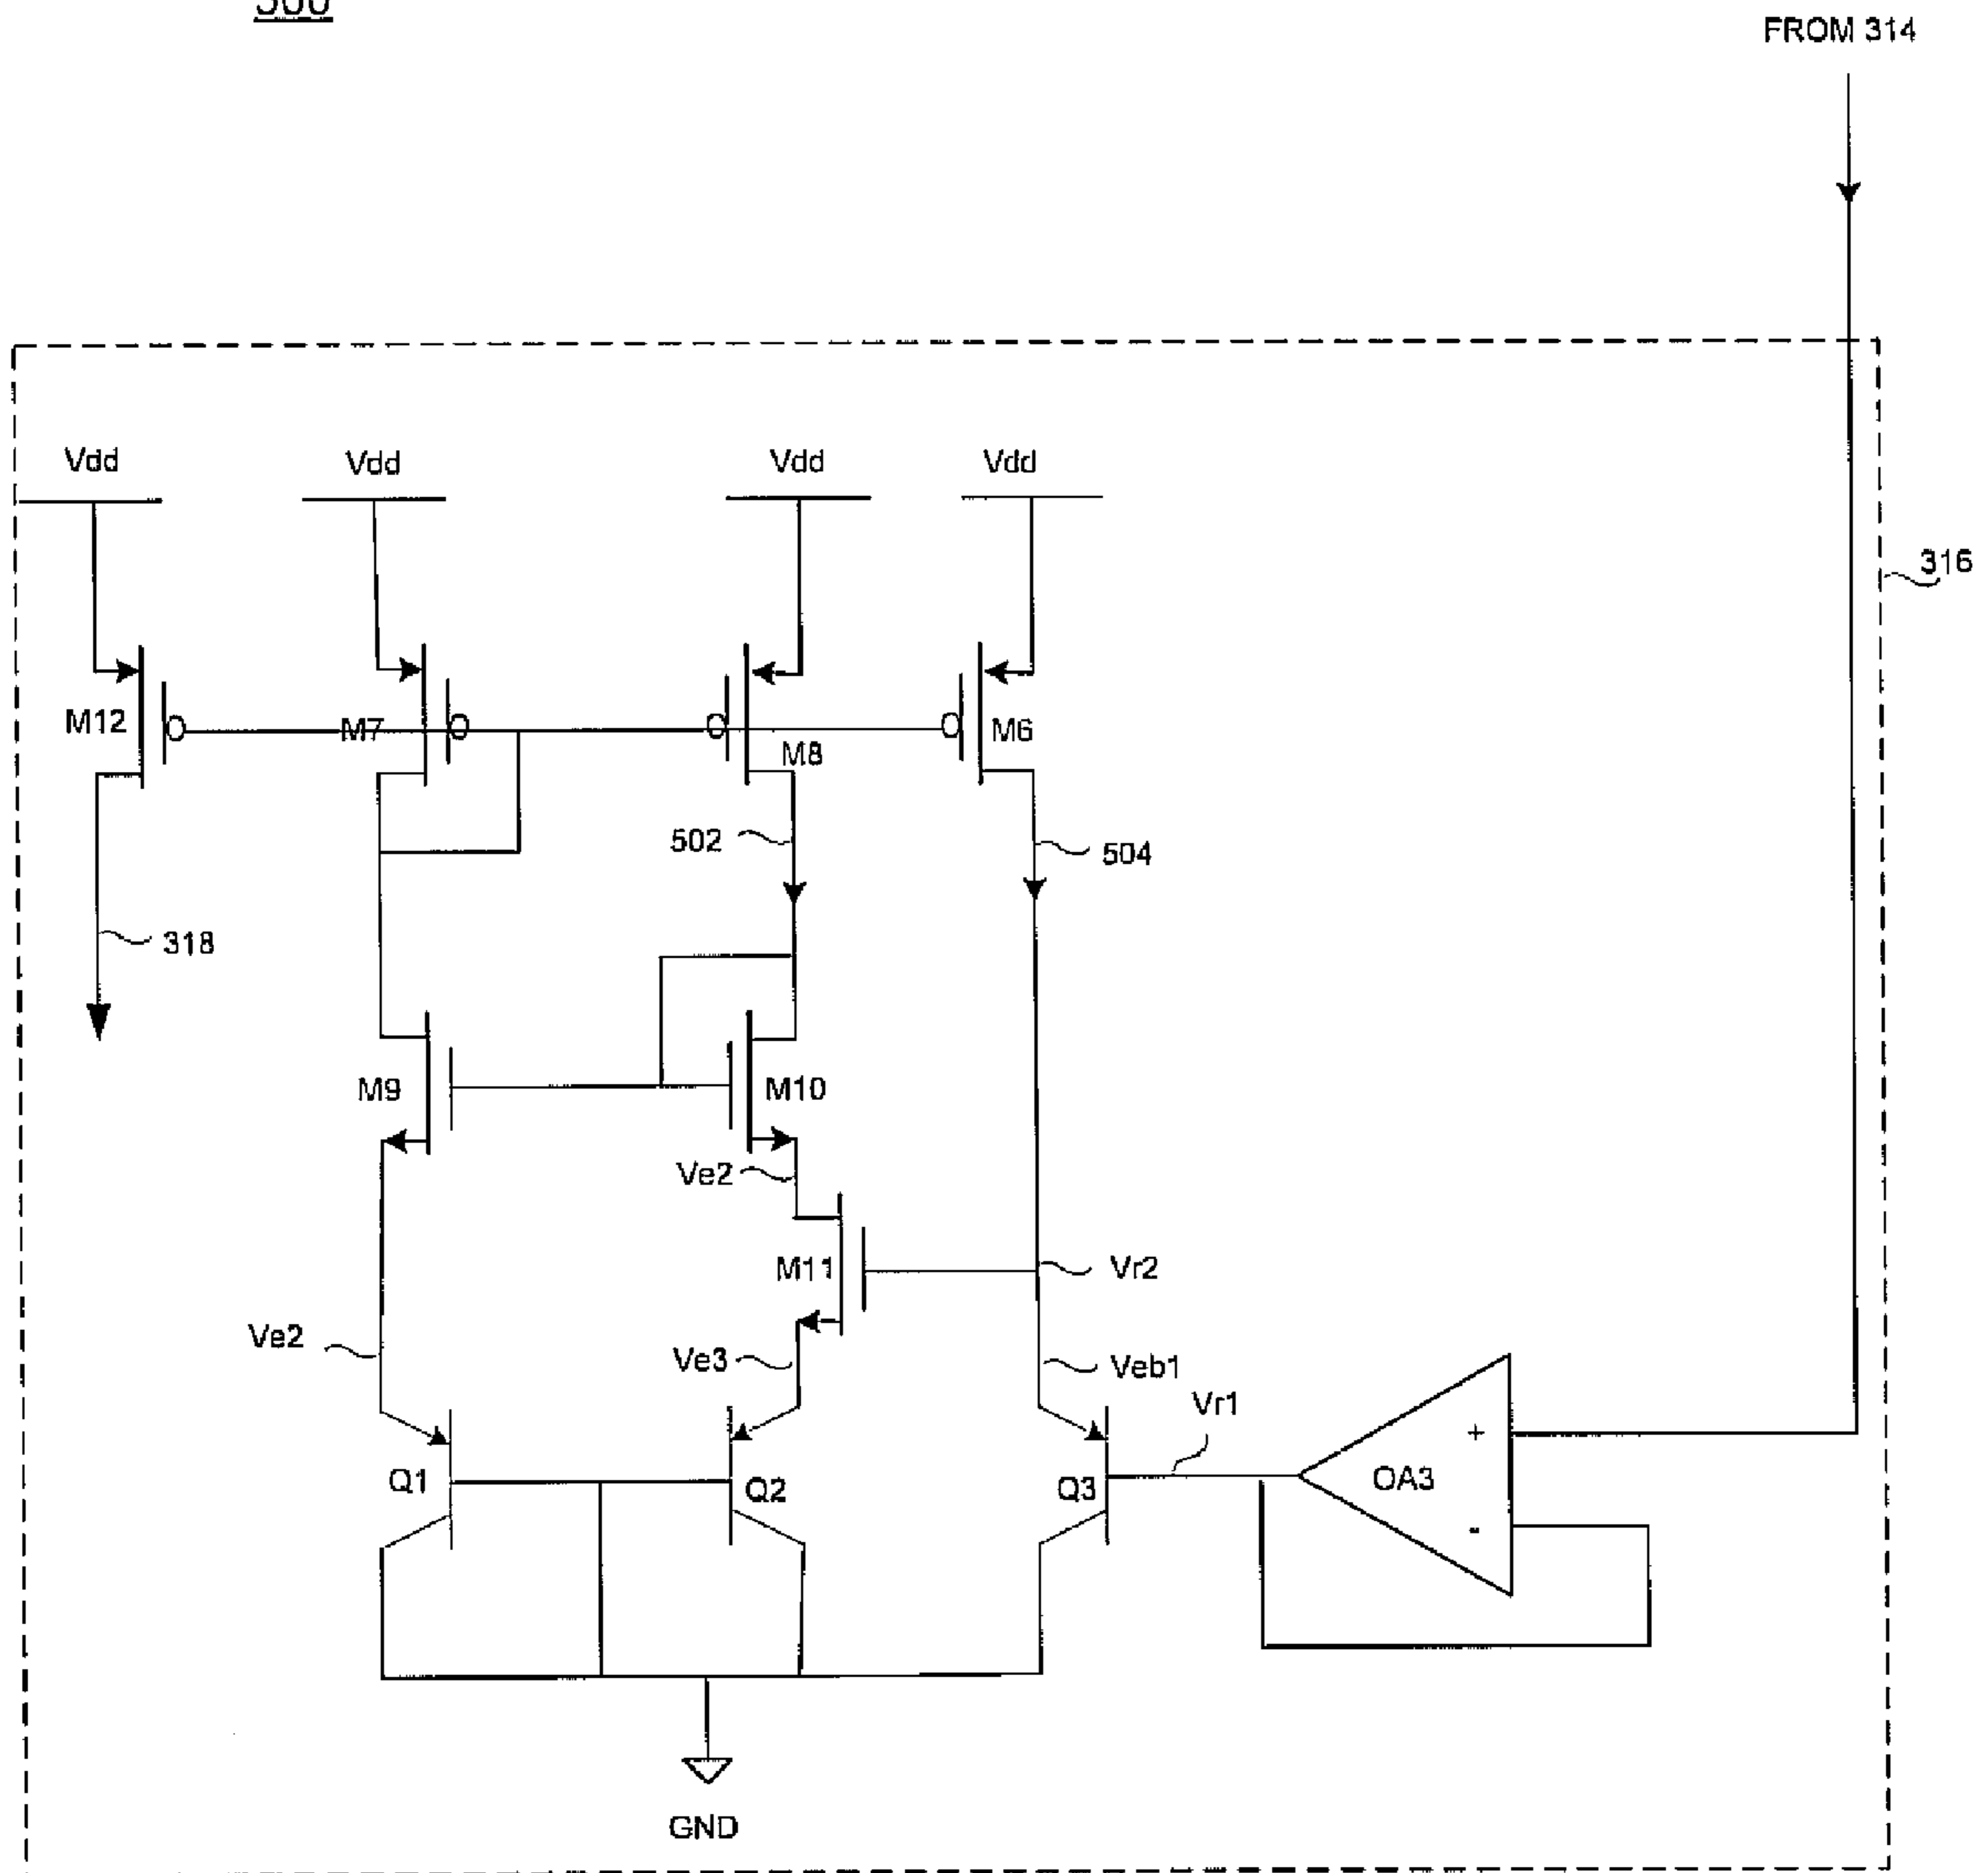 FROM 314
Vdd
Vdd
Vdd
Vdd
316
M12
M7
M8
M6
502
504
318
M9
M10
Ve2
M11
Vr2
Ve2
Ve3
Veb1
Vr1
+
OA3
Q1
Q2
Q3
-
GND